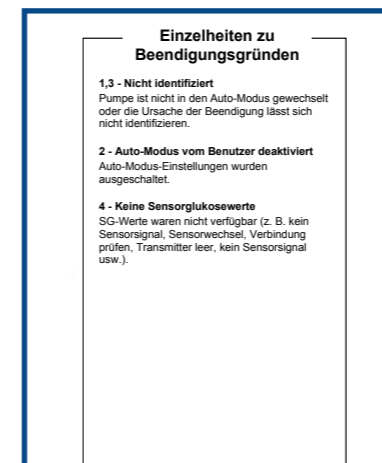 Einzelheiten zu
Beendigungsgründen
1,3 - Nicht identifiziert
Pumpe ist nicht in den Auto-Modus gewechselt
oder die Ursache der Beendigung lässt sich
nicht identifizieren.
2 - Auto-Modus vom Benutzer deaktiviert
Auto-Modus-Einstellungen wurden
ausgeschaltet.
4 - Keine Sensorglukosewerte
SG-Werte waren nicht verfügbar (z. B. kein
Sensorsignal, Sensorwechsel, Verbindung
prüfen, Transmitter leer, kein Sensorsignal
usw.).